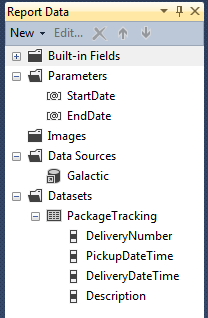 Report Data
New Edit...
Built-in Fields
Parameters
StartDate
EndDate
Images
Data Sources
Galactic
Datasets
PackageTracking
DeliveryNumber
PickupDateTime
DeliveryDateTime
Description